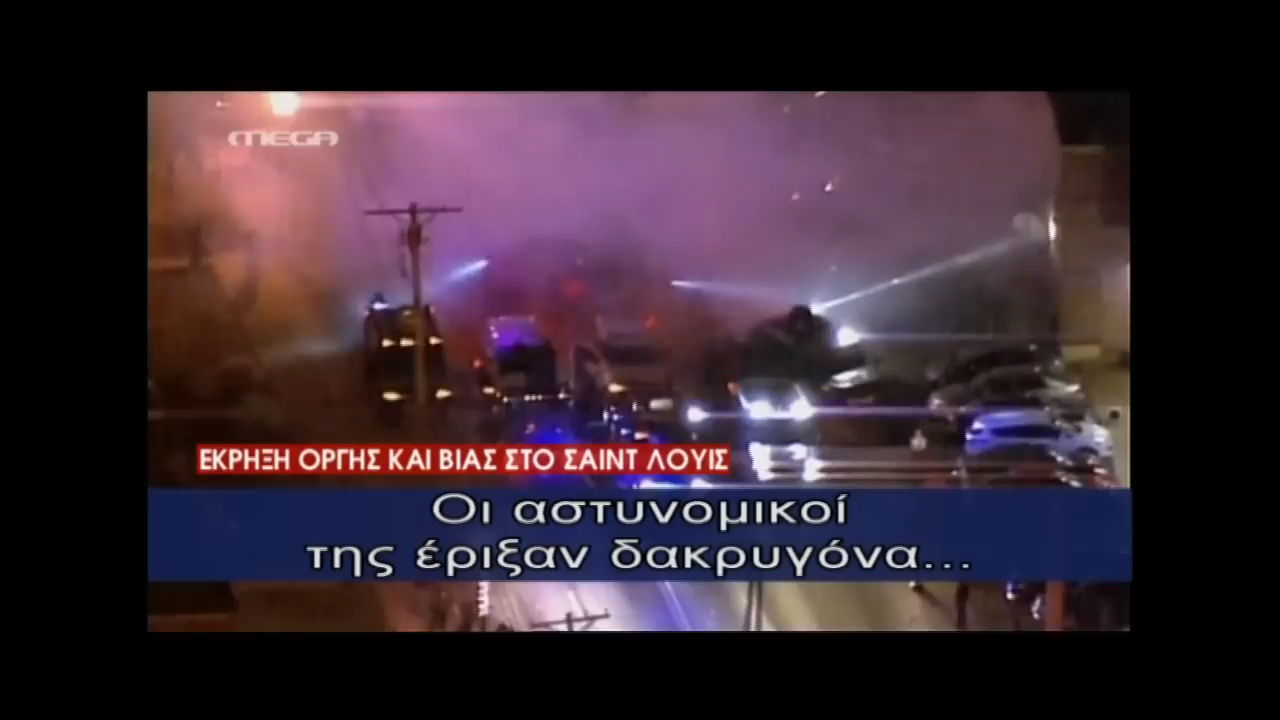 MEGA
ΕΚΡΗΞΗ ΟΡΓΗΣ ΚΑΙ ΒΙΑΣ ΣΤΟ ΣΑΙΝΤ ΛΟΥΙΣ
Οι αστυνομικοί
της έριξαν δακρυγόνα...